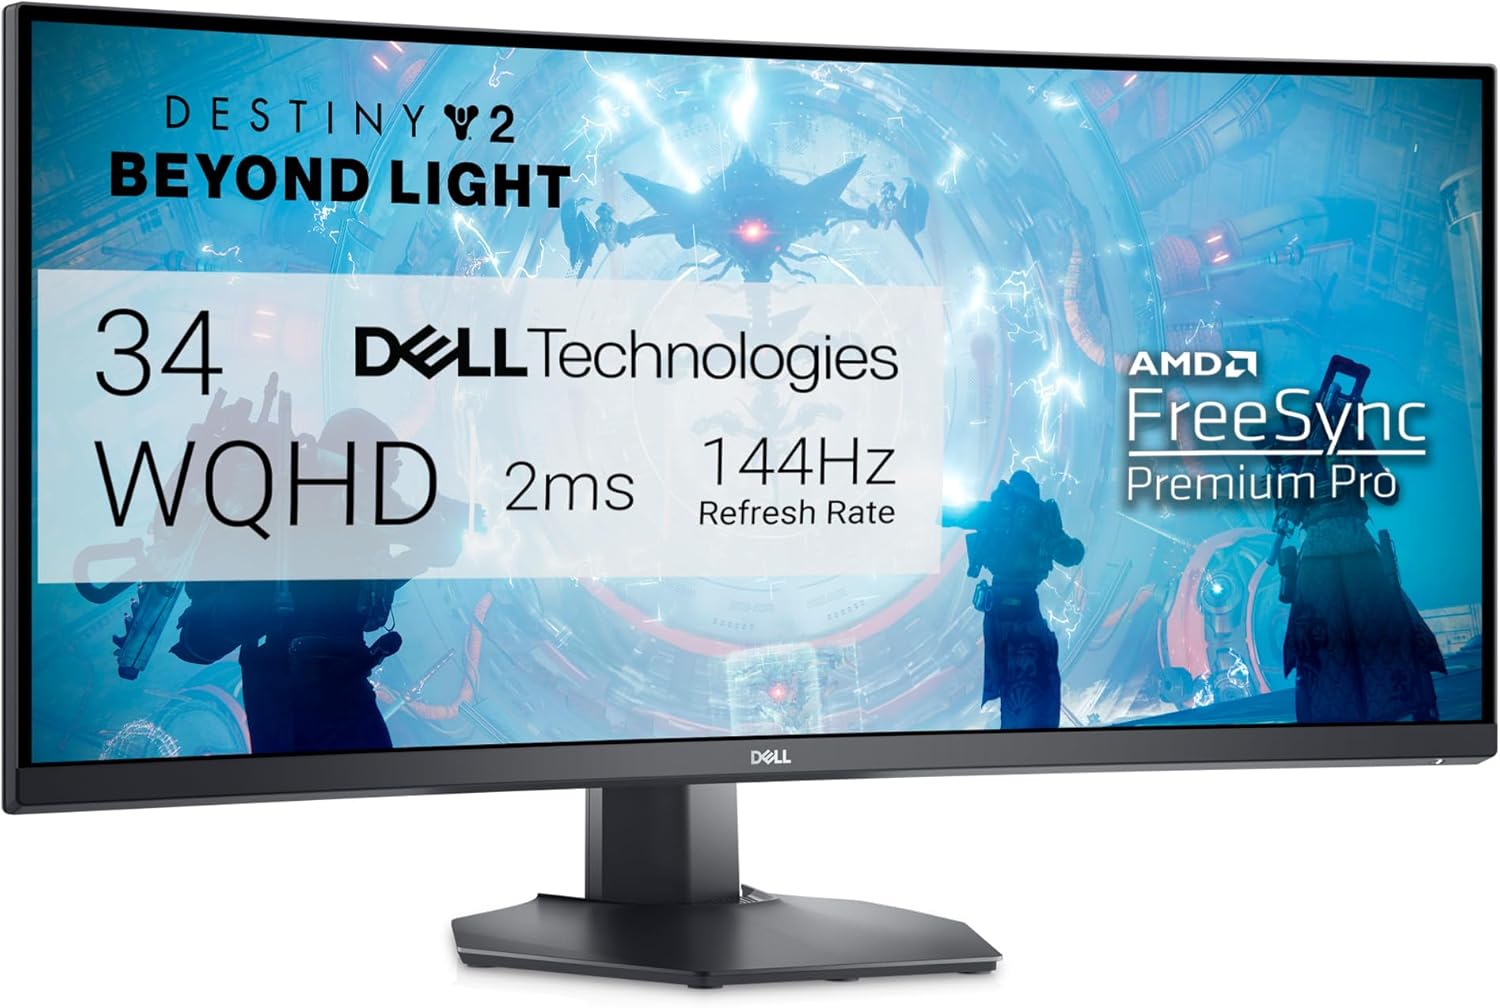 DESTINY 2
BEYOND LIGHT
34
DELL Technologies
WQHD
2ms
144Hz
Refresh Rate
AMD
FreeSync
Premium Pro
DELL